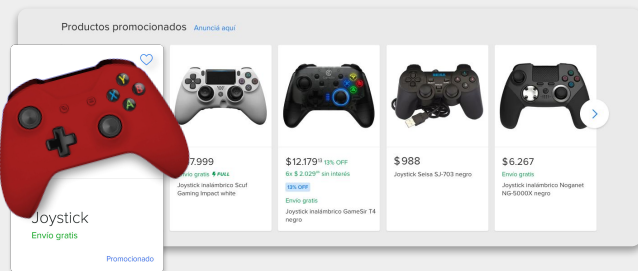 Productos promocionados Anunciá aquí
7.999
Envío gratis FULL
Joystick inalámbrico Scuf
Gaming Impact white
$12.179 13% OFF
6x $2.029 sin interés
13% OFF
Envío gratis
Joystick inalámbrico GameSir T4
negro
$988
Joystick Seisa SJ-703 negro
$6.267
Envío gratis
Joystick inalámbrico Noganet
NG-5000X negro
Joystick
Envío gratis
Promocionado